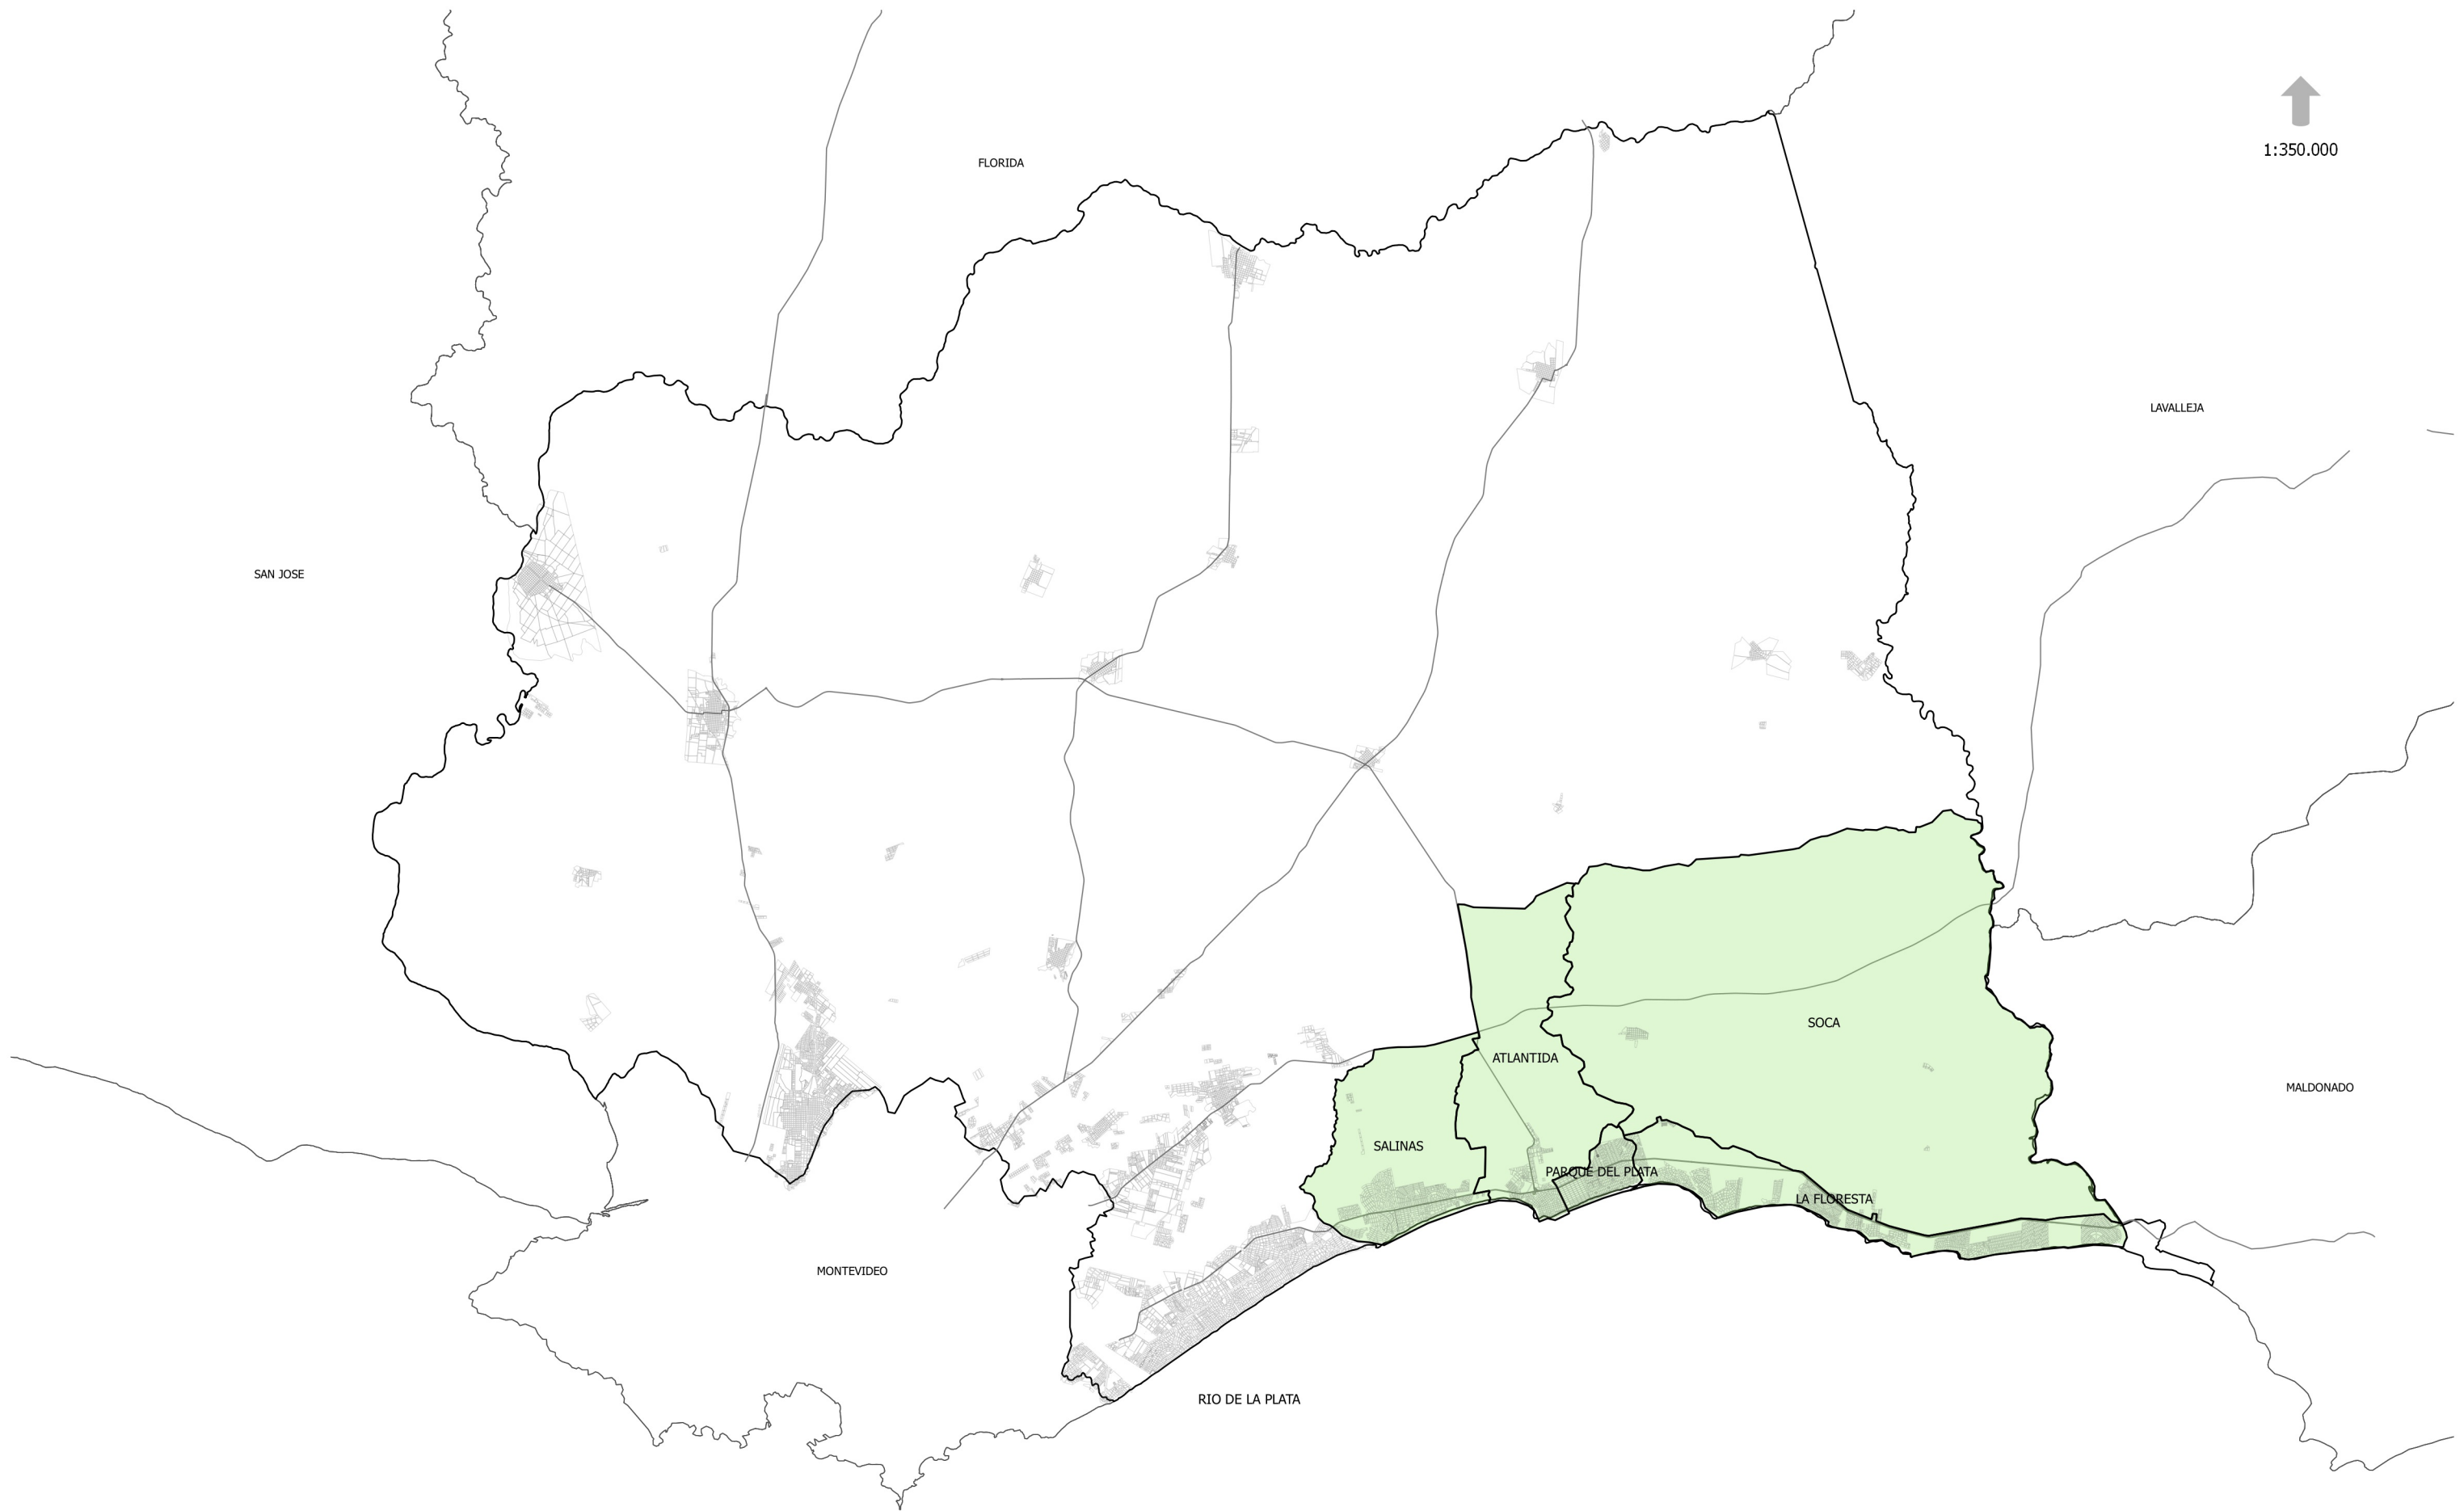 1:350.000
FLORIDA
LAVALLEJA
SAN JOSE
SOCA
ATLANTIDA
MALDONADO
SALINAS
PARQUE DEL PLATA
LA FLORESTA
MONTEVIDEO
RIO DE LA PLATA